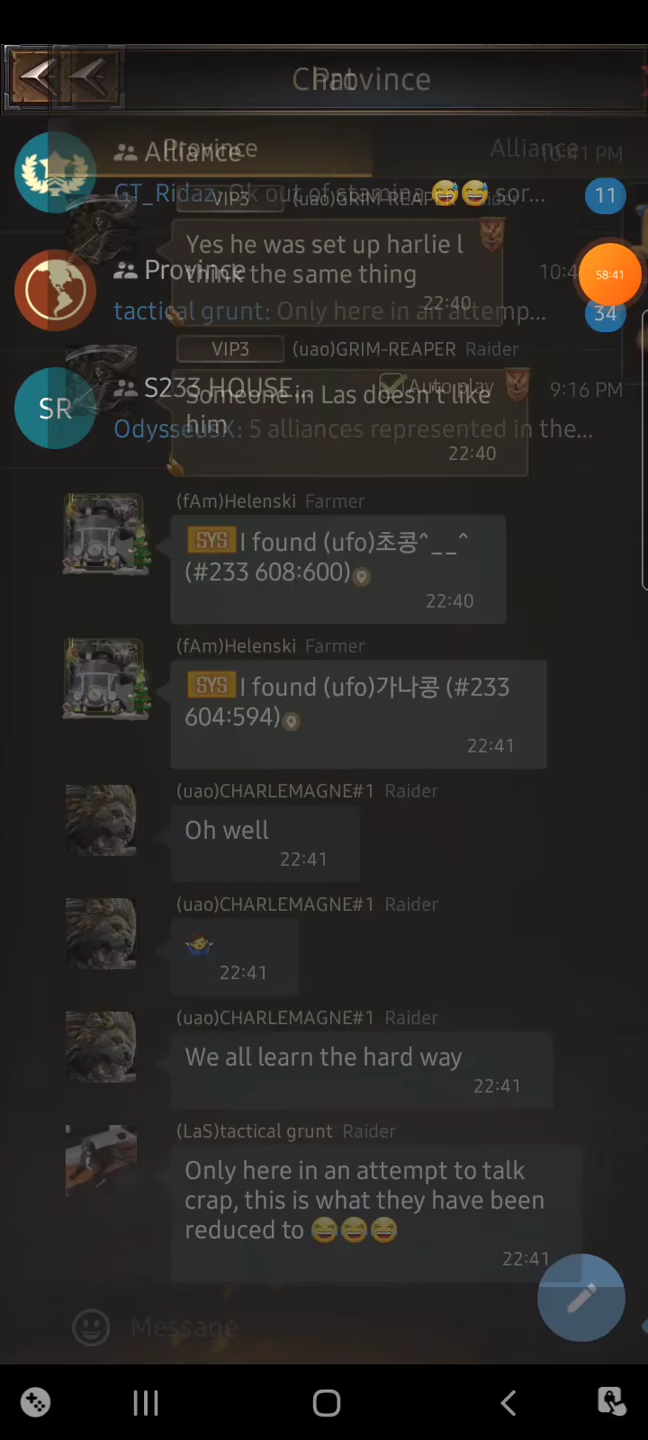 Chat
Province
Province
Alliance
Alliance
10:41 PM
GT_Ridaz: Ok out of stamina 😅😅 sor...
11
VIP3 (uao)GRIM-REAPER Raider
Yes he was set up harlie l
think the same thing
22:40
Province
58:41
tactical grunt: Only here in an attemp...
34
VIP3 (uao)GRIM-REAPER Raider
S233 HOUSE...
Auto play
9:16 PM
SR
Someone in Las doesn't like
him
22:40
OdysseusX: 5 alliances represented in the...
(fAm)Helenski Farmer
SYS I found (ufo)초콩^__^
(#233 608:600)
22:40
(fAm)Helenski Farmer
SYS I found (ufo)가나콩 (#233
604:594)
22:41
(uao)CHARLEMAGNE#1 Raider
Oh well
22:41
(uao)CHARLEMAGNE#1 Raider
🤷‍♂️
22:41
(uao)CHARLEMAGNE#1 Raider
We all learn the hard way
22:41
(LaS)tactical grunt Raider
Only here in an attempt to talk
crap, this is what they have been
reduced to 😆😆😆
22:41
Message